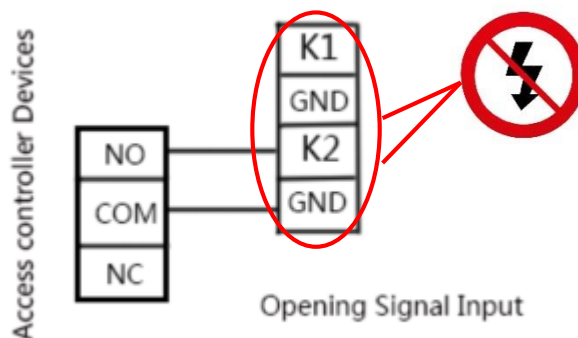 Access controller Devices
NO
COM
NC
K1
GND
K2
GND
Opening Signal Input